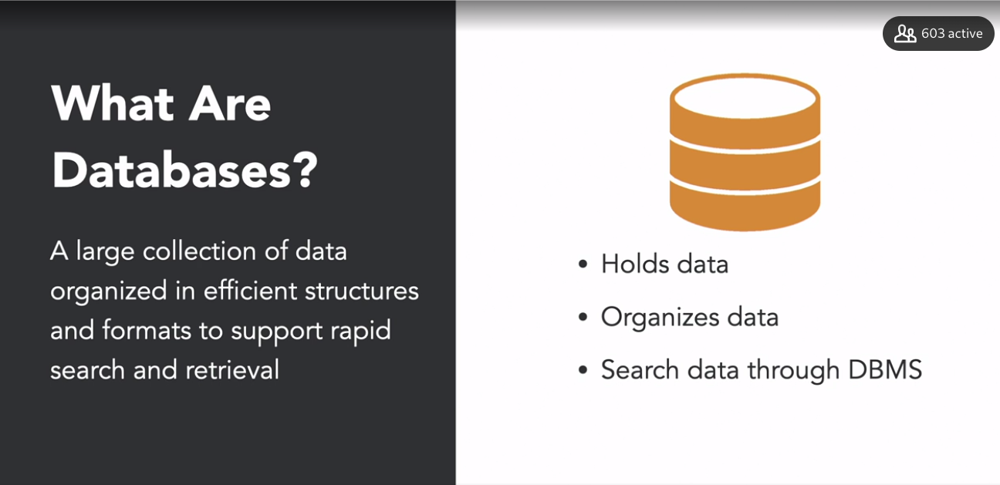 603 active
What Are
Databases?
A large collection of data
organized in efficient structures
and formats to support rapid
search and retrieval
• Holds data
• Organizes data
• Search data through DBMS